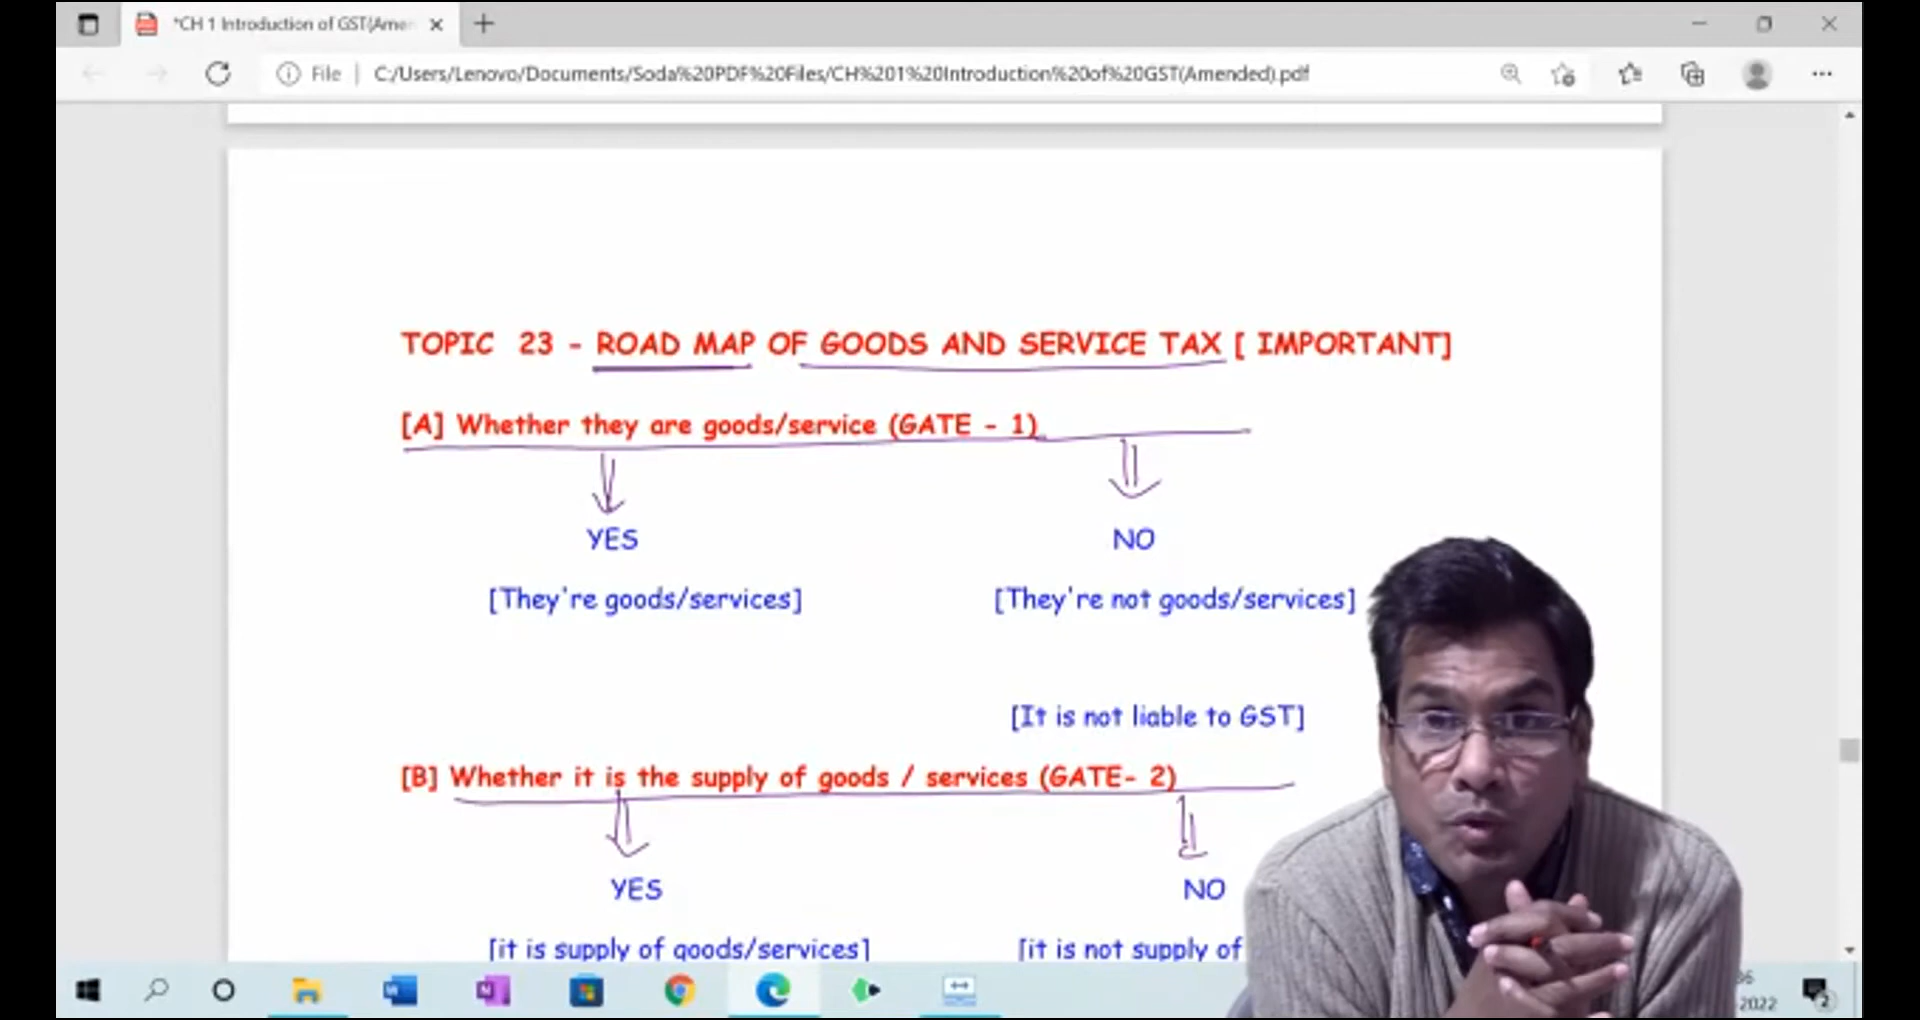 *CH 1 Introduction of GST(Ame
File | C:/Users/Lenovo/Documents/Soda%20PDF%20Files/CH%201%20Introduction%20of%20GST(Amended).pdf
TOPIC 23 - ROAD MAP OF GOODS AND SERVICE TAX [ IMPORTANT]
[A] Whether they are goods/service (GATE - 1)
YES NO
[They're goods/services] [They're not goods/services]
[It is not liable to GST]
[B] Whether it is the supply of goods / services (GATE- 2)
YES NO
[it is supply of goods/services] [it is not supply of
2022 2